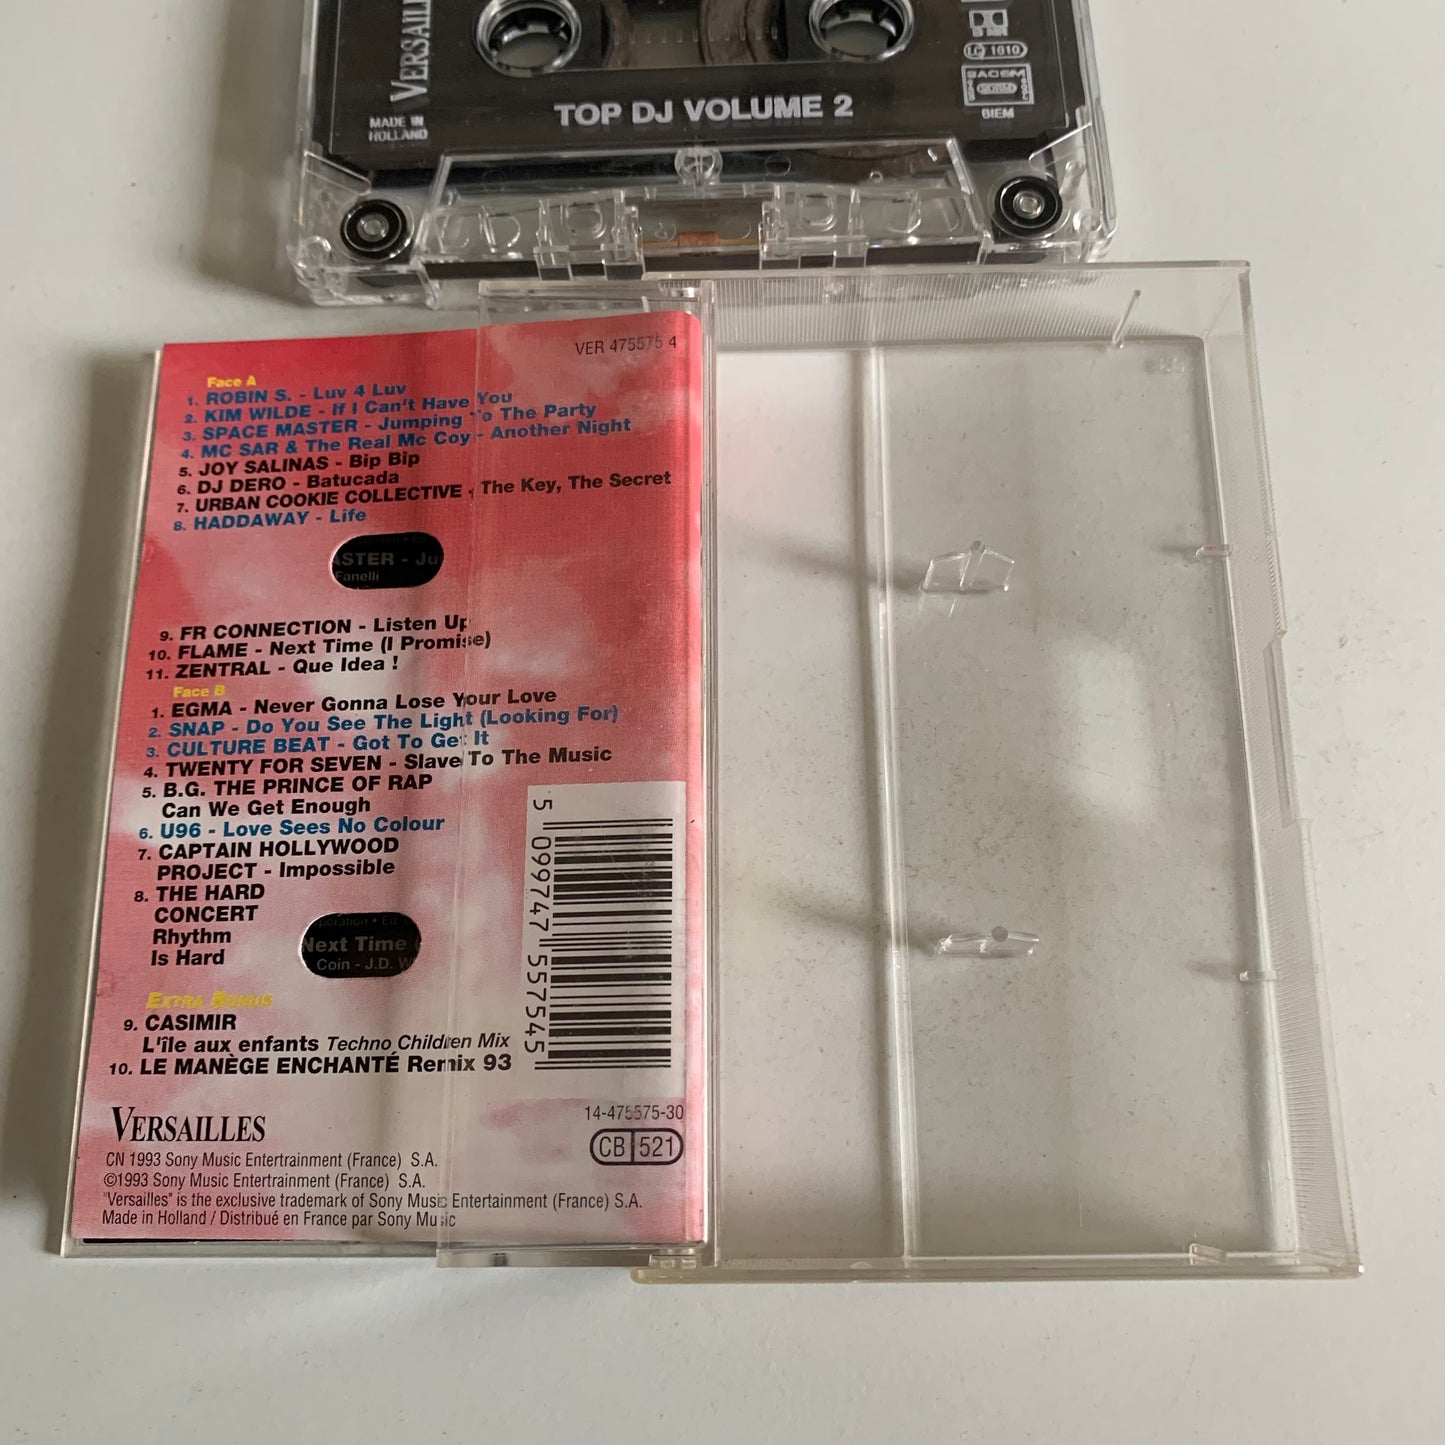 VERSAILL
MADE IN
HOLLAND
TOP DJ VOLUME 2
LC 1610
SACEM
BIEM
VER 475575 4
Face A
1. ROBIN S. - Luv 4 Luv
2. KIM WILDE - If I Can't Have You
3. SPACE MASTER - Jumping To The Party
4. MC SAR & The Real Mc Coy - Another Night
5. JOY SALINAS - Bip Bip
6. DJ DERO - Batucada
7. URBAN COOKIE COLLECTIVE - The Key, The Secret
8. HADDAWAY - Life
ASTER - Ju
Fanelli
9. FR CONNECTION - Listen Up
10. FLAME - Next Time (I Promise)
11. ZENTRAL - Que Idea !
Face B
1. EGMA - Never Gonna Lose Your Love
2. SNAP - Do You See The Light (Looking For)
3. CULTURE BEAT - Got To Get It
4. TWENTY FOR SEVEN - Slave To The Music
5. B.G. THE PRINCE OF RAP
Can We Get Enough
6. U96 - Love Sees No Colour
7. CAPTAIN HOLLYWOOD
PROJECT - Impossible
8. THE HARD
CONCERT
Rhythm
Is Hard
poration • Ed
Next Time (
Coin - J.D. W
EXTRA BONUS
9. CASIMIR
L'île aux enfants Techno Children Mix
10. LE MANÈGE ENCHANTÉ Remix 93
5 099747 557545
VERSAILLES
14-475575-30
CB 521
CN 1993 Sony Music Entertrainment (France) S.A.
©1993 Sony Music Entertainment (France) S.A.
"Versailles" is the exclusive trademark of Sony Music Entertainment (France) S.A.
Made in Holland / Distribué en France par Sony Music